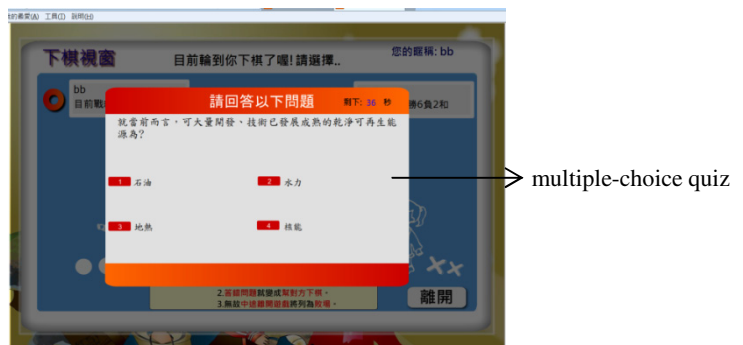 工具(T) 說明(H)
下棋視窗
目前輪到你下棋了喔!請選擇..
您的暱稱: bb
bb
目前戰
勝6負2和
請回答以下問題
剩下: 36 秒
就當前而言，可大量開發、技術已發展成熟的乾淨可再生能
源為?
1 石油
2 水力
3 地熱
4 核能
multiple-choice quiz
2.答錯問題就變成幫對方下棋。
3.無故中途離開遊戲將列為敗場。
離開